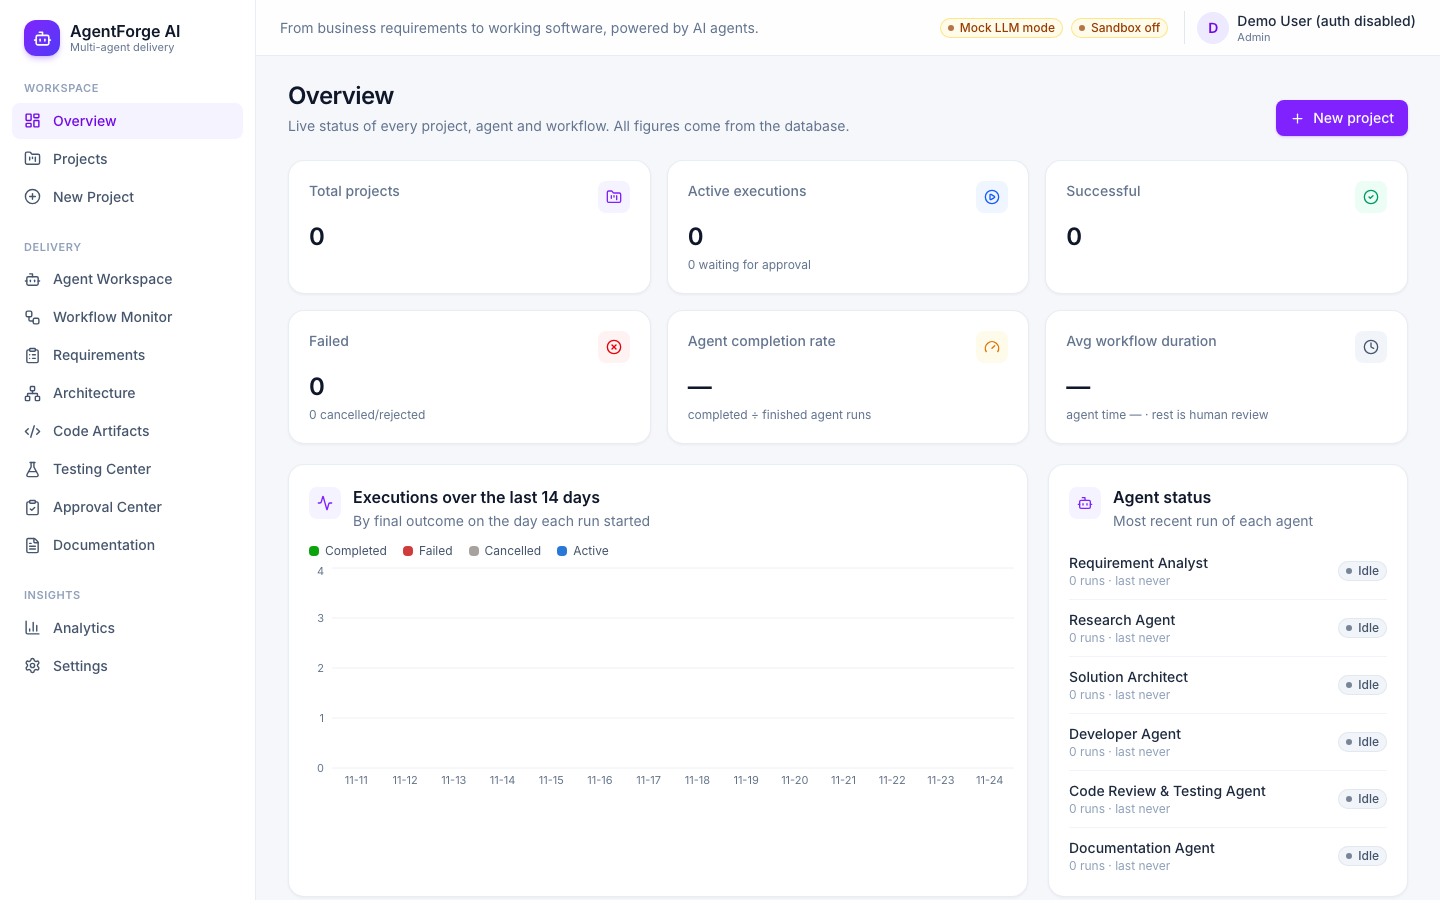 AgentForge AI
Multi-agent delivery
WORKSPACE
Overview
Projects
New Project
DELIVERY
Agent Workspace
Workflow Monitor
Requirements
Architecture
Code Artifacts
Testing Center
Approval Center
Documentation
INSIGHTS
Analytics
Settings
From business requirements to working software, powered by AI agents.
Mock LLM mode
Sandbox off
D
Demo User (auth disabled)
Admin
Overview
Live status of every project, agent and workflow. All figures come from the database.
New project
Total projects
0
Active executions
0
0 waiting for approval
Successful
0
Failed
0
0 cancelled/rejected
Agent completion rate
—
completed ÷ finished agent runs
Avg workflow duration
—
agent time — · rest is human review
Executions over the last 14 days
By final outcome on the day each run started
Completed Failed Cancelled Active
4
3
2
1
0
11-11 11-12 11-13 11-14 11-15 11-16 11-17 11-18 11-19 11-20 11-21 11-22 11-23 11-24
Agent status
Most recent run of each agent
Requirement Analyst
0 runs · last never
Idle
Research Agent
0 runs · last never
Idle
Solution Architect
0 runs · last never
Idle
Developer Agent
0 runs · last never
Idle
Code Review & Testing Agent
0 runs · last never
Idle
Documentation Agent
0 runs · last never
Idle